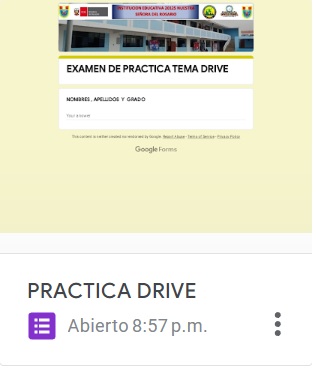 INSTITUCION EDUCATIVA 20125 NUESTRA
SEÑORA DEL ROSARIO
EXAMEN DE PRACTICA TEMA DRIVE
NOMBRES , APELLIDOS Y GRADO
Your answer
This content is neither created nor endorsed by Google. Report Abuse - Terms of Service - Privacy Policy
Google Forms
PRACTICA DRIVE
Abierto 8:57 p.m.